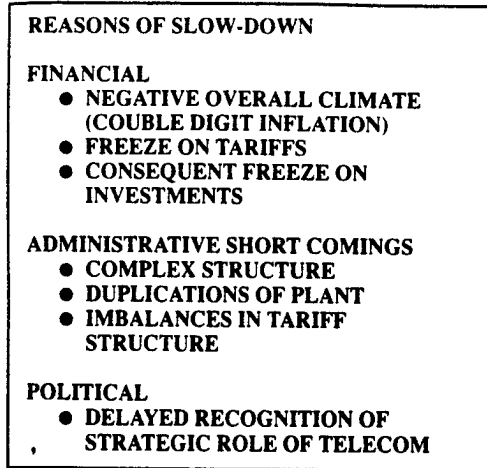 REASONS OF SLOW-DOWN
FINANCIAL
● NEGATIVE OVERALL CLIMATE
(COUBLE DIGIT INFLATION)
● FREEZE ON TARIFFS
● CONSEQUENT FREEZE ON
INVESTMENTS
ADMINISTRATIVE SHORT COMINGS
● COMPLEX STRUCTURE
● DUPLICATIONS OF PLANT
● IMBALANCES IN TARIFF
STRUCTURE
POLITICAL
● DELAYED RECOGNITION OF
STRATEGIC ROLE OF TELECOM